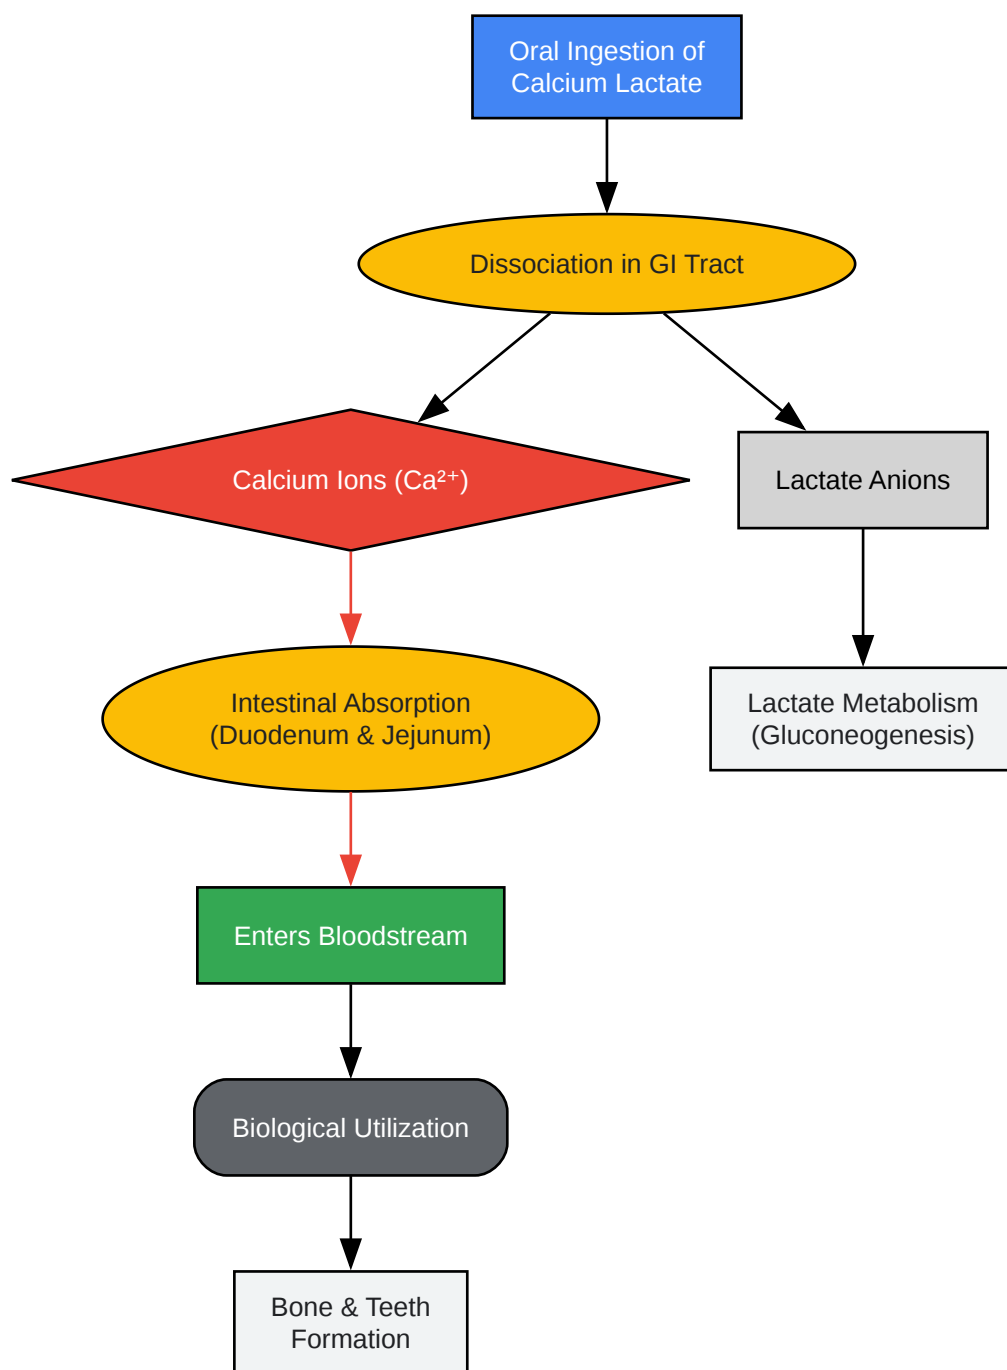 Oral Ingestion of
Calcium Lactate
Dissociation in GI Tract
Calcium Ions (Ca²⁺)
Lactate Anions
Intestinal Absorption
(Duodenum & Jejunum)
Lactate Metabolism
(Gluconeogenesis)
Enters Bloodstream
Biological Utilization
Bone & Teeth
Formation